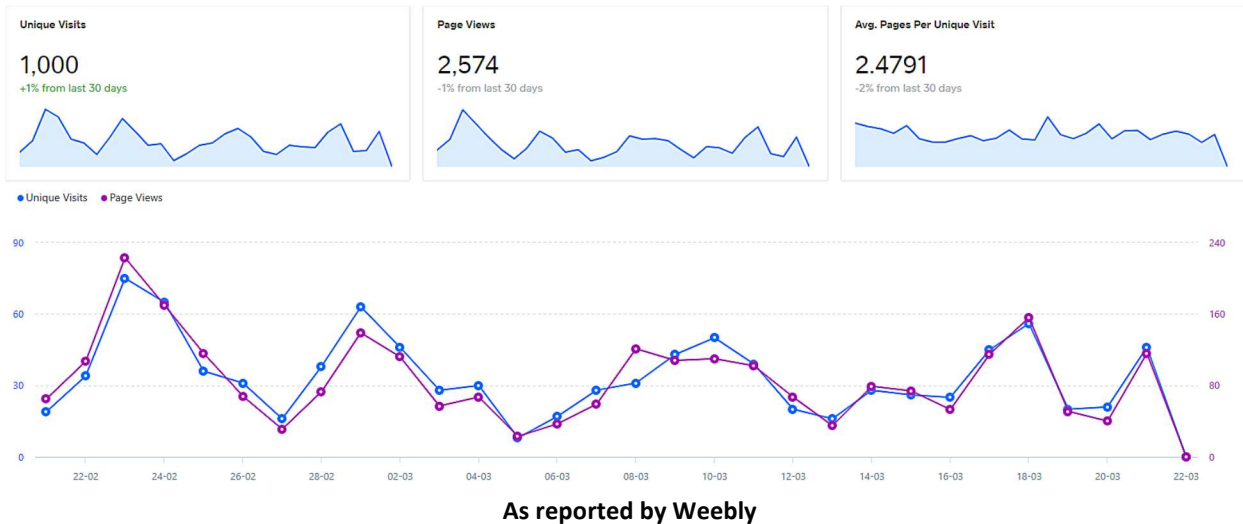 Unique Visits
1,000
+1% from last 30 days
Page Views
2,574
-1% from last 30 days
Avg. Pages Per Unique Visit
2.4791
-2% from last 30 days
Unique Visits Page Views
90 240
60 160
30 80
0 0
22-02 24-02 26-02 28-02 02-03 04-03 06-03 08-03 10-03 12-03 14-03 16-03 18-03 20-03 22-03
As reported by Weebly